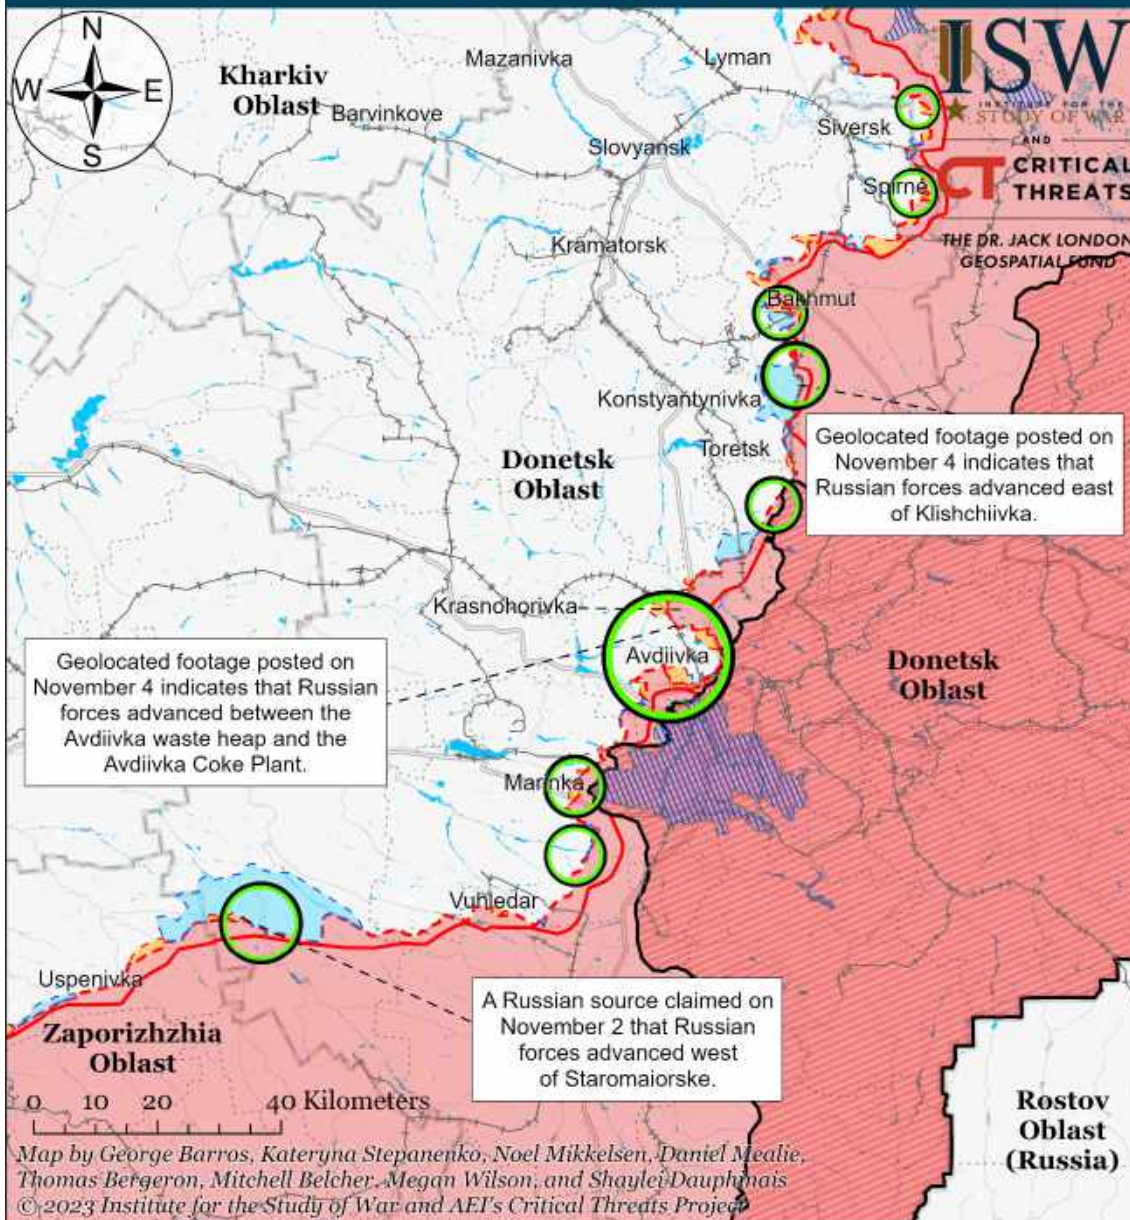 N
W E
S
Kharkiv
Oblast
Mazanivka
Lyman
Barvinkove
Slovyansk
Siversk
Spirne
Kramatorsk
ISW
INSTITUTE FOR THE
STUDY OF WAR
AND
CT CRITICAL
THREATS
THE DR. JACK LONDON
GEOSPATIAL FUND
Bakhmut
Konstyantynivka
Toretsk
Donetsk
Oblast
Geolocated footage posted on
November 4 indicates that
Russian forces advanced east
of Klishchiivka.
Krasnohorivka
Avdiivka
Geolocated footage posted on
November 4 indicates that Russian
forces advanced between the
Avdiivka waste heap and the
Avdiivka Coke Plant.
Donetsk
Oblast
Marinka
Vuhledar
Uspenivka
Zaporizhzhia
Oblast
A Russian source claimed on
November 2 that Russian
forces advanced west
of Staromaiorske.
0 10 20 40 Kilometers
Rostov
Oblast
(Russia)
Map by George Barros, Kateryna Stepanenko, Noel Mikkelsen, Daniel Mealie,
Thomas Bergeron, Mitchell Belcher, Megan Wilson, and Shaylei Dauphinais
© 2023 Institute for the Study of War and AEI's Critical Threats Project